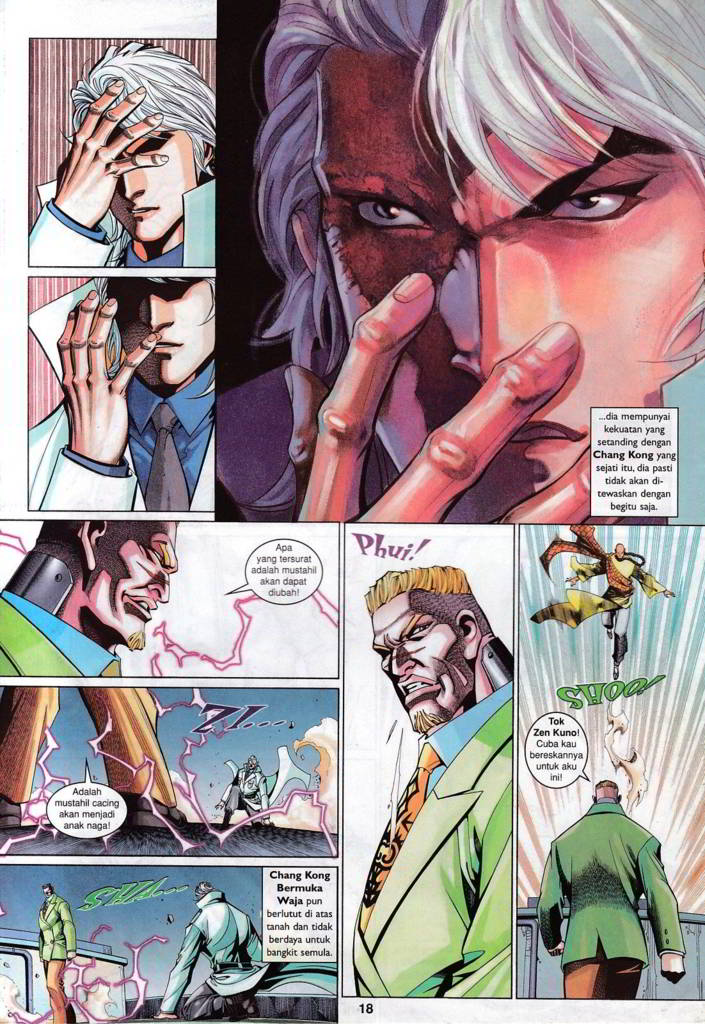 ...dia mempunyai
kekuatan yang
setanding dengan
Chang Kong yang
sejati itu, dia pasti
tidak akan di-
tewaskan dengan
begitu saja.
Apa
yang tersurat
adalah mustahil
akan dapat
diubah!
ZI...
Adalah
mustahil cacing
akan menjadi
anak naga!
SHA...
Chang Kong
Bermuka
Waja pun
berlutut di atas
tanah dan tidak
berdaya untuk
bangkit semula.
Phui!
SHOO!
Tok
Zen Kuno!
Cuba kau
bereskannya
untuk aku
ini!
18